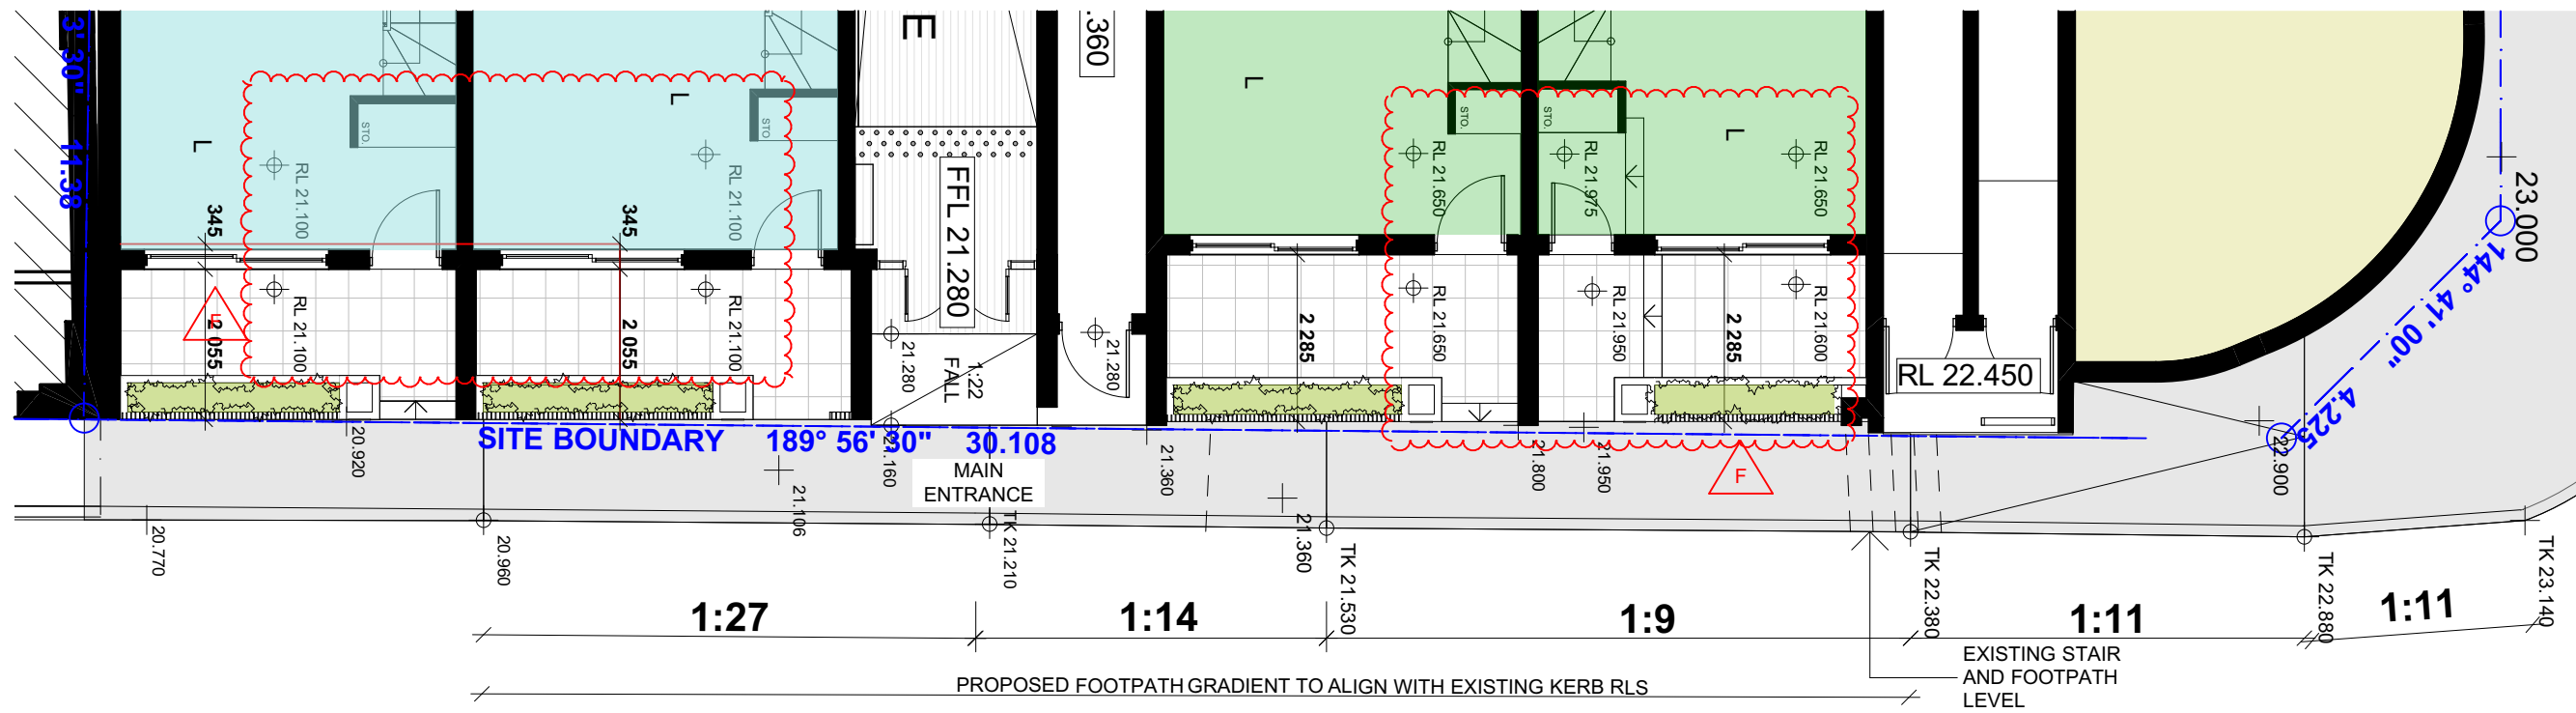 3' 30"
11.38
345
2 055
L
RL 21.100
RL 21.100
STO.
345
2 055
L
RL 21.100
RL 21.100
STO.
E
FFL 21.280
21.280
1:22
FALL
.360
21.280
L
2 285
STO.
RL 21.650
RL 21.650
STO.
RL 21.975
RL 21.950
L
2 285
RL 21.650
RL 21.600
RL 22.450
23.000
144° 41' 00"
4.225
22.900
SITE BOUNDARY 189° 56' 30" 30.108
20.920
21.106
21.160
MAIN
ENTRANCE
21.360
21.360
21.800
21.950
F
20.770
20.960
TK 21.210
TK 21.530
TK 22.380
TK 22.880
TK 23.140
1:27
1:14
1:9
1:11
1:11
PROPOSED FOOTPATH GRADIENT TO ALIGN WITH EXISTING KERB RLS
EXISTING STAIR
AND FOOTPATH
LEVEL